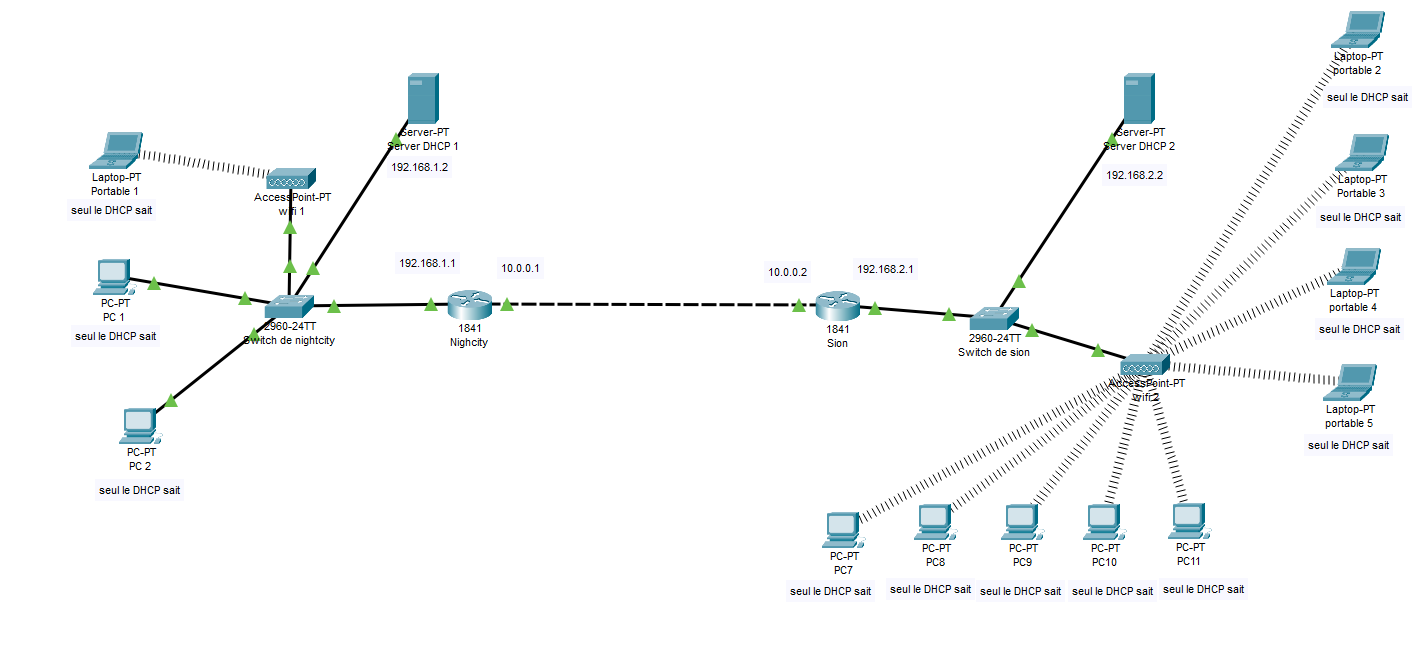 Laptop-PT
portable 2
seul le DHCP sait
Server-PT
Server DHCP 1
192.168.1.2
Server-PT
Server DHCP 2
192.168.2.2
Laptop-PT
Portable 1
seul le DHCP sait
AccessPoint-PT
wifi 1
Laptop-PT
Portable 3
seul le DHCP sait
192.168.1.1
10.0.0.1
10.0.0.2
192.168.2.1
PC-PT
PC 1
seul le DHCP sait
2960-24TT
Switch de nightcity
1841
Nighcity
1841
Sion
2960-24TT
Switch de sion
Laptop-PT
portable 4
seul le DHCP sait
AccessPoint-PT
wifi 2
Laptop-PT
portable 5
seul le DHCP sait
PC-PT
PC 2
seul le DHCP sait
PC-PT
PC7
seul le DHCP sait
PC-PT
PC8
seul le DHCP sait
PC-PT
PC9
seul le DHCP sait
PC-PT
PC10
seul le DHCP sait
PC-PT
PC11
seul le DHCP sait